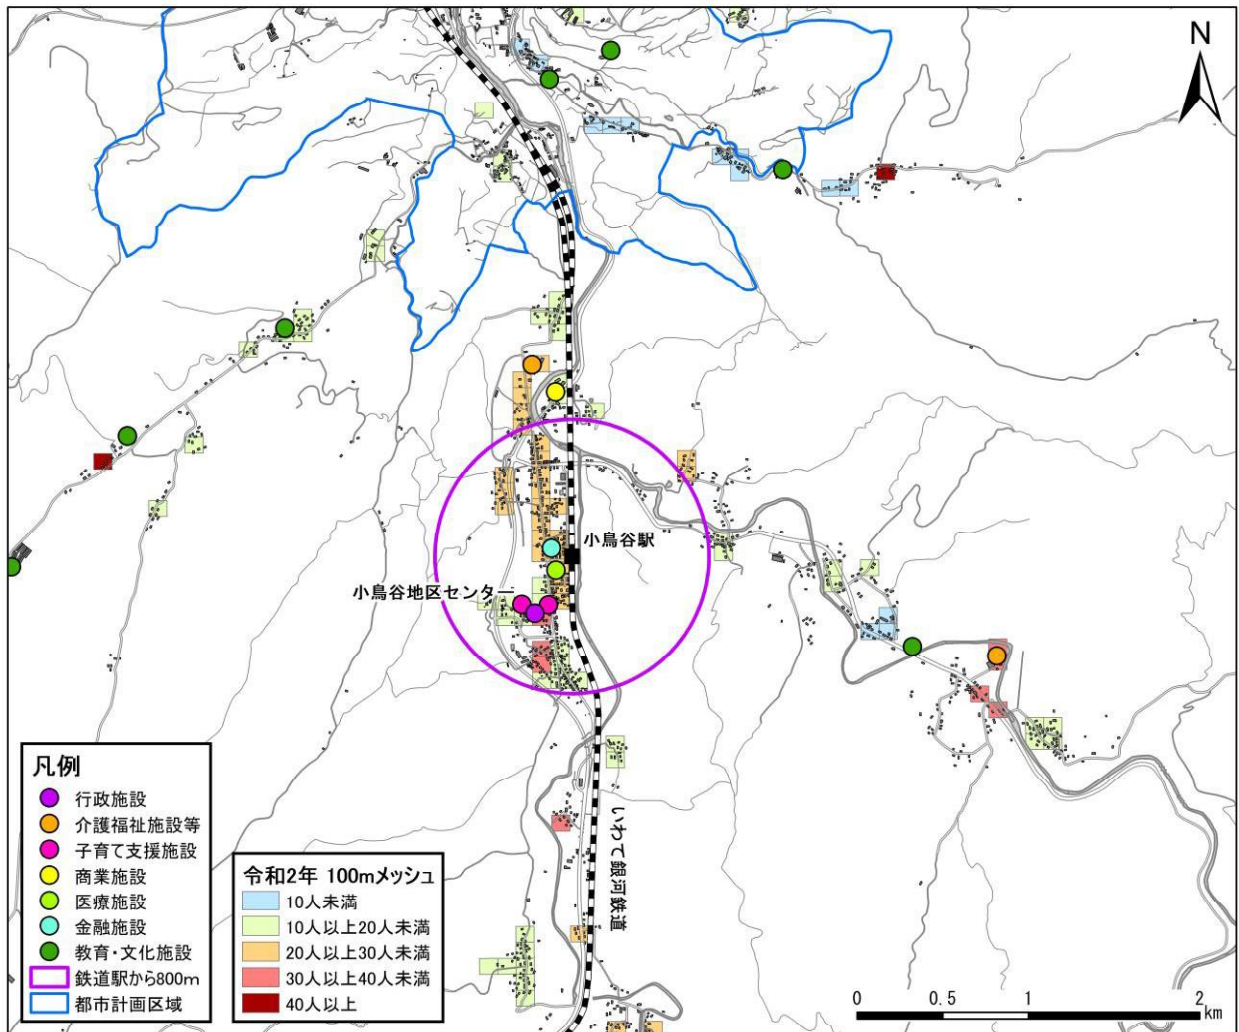 N
小鳥谷駅
小鳥谷地区センター
いわて銀河鉄道
凡例
行政施設
介護福祉施設等
子育て支援施設
商業施設
医療施設
金融施設
教育・文化施設
鉄道駅から800m
都市計画区域
令和2年 100mメッシュ
10人未満
10人以上20人未満
20人以上30人未満
30人以上40人未満
40人以上
0 0.5 1 2
km